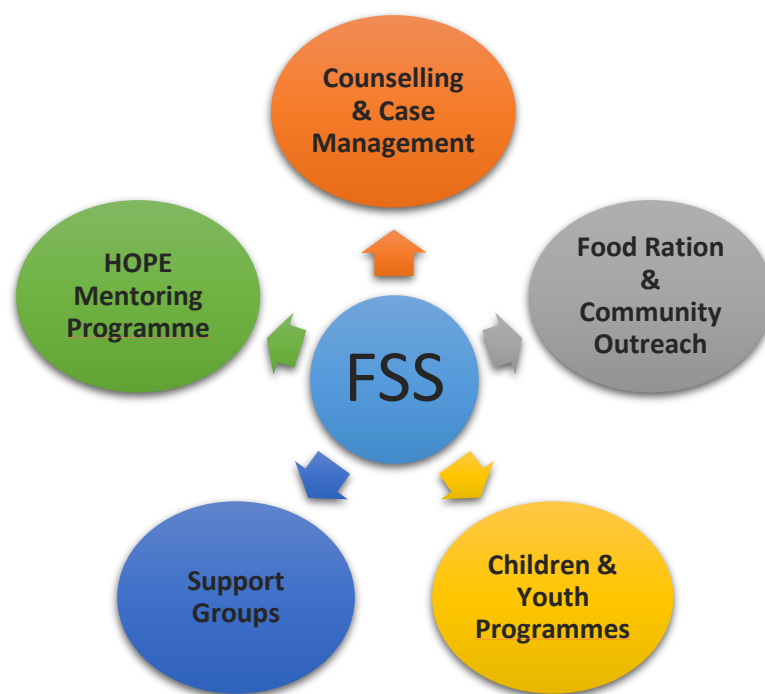 Counselling
& Case
Management
HOPE
Mentoring
Programme
Food Ration
&
Community
Outreach
FSS
Support
Groups
Children &
Youth
Programmes